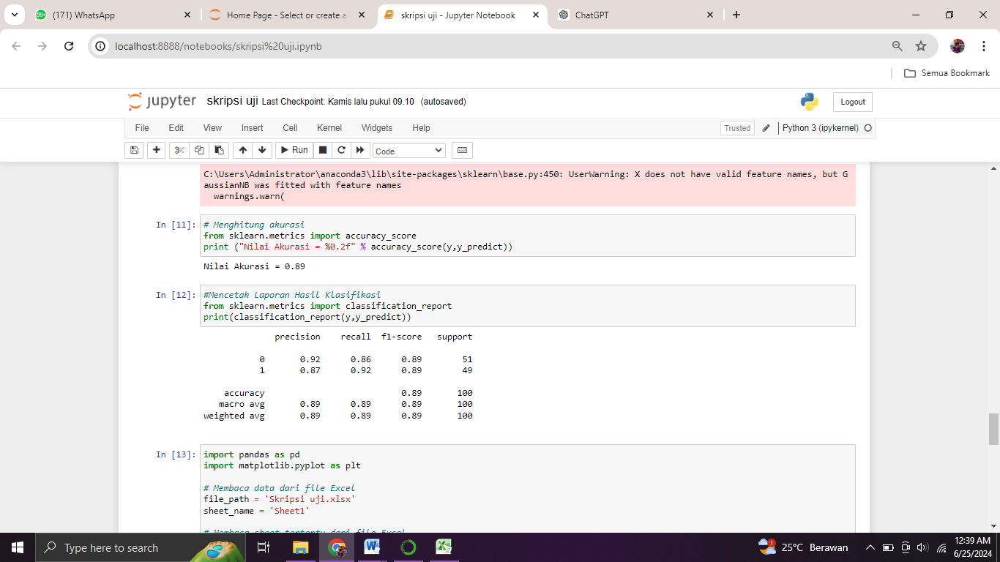 (171) WhatsApp
Home Page - Select or create a
skripsi uji - Jupyter Notebook
ChatGPT
localhost:8888/notebooks/skripsi%20uji.ipynb
Semua Bookmark
jupyter skripsi uji Last Checkpoint: Kamis lalu pukul 09.10 (autosaved)
Logout
File Edit View Insert Cell Kernel Widgets Help
Trusted Python 3 (ipykernel)
Run Code
C:\Users\Administrator\anaconda3\lib\site-packages\sklearn\base.py:450: UserWarning: X does not have valid feature names, but G
aussianNB was fitted with feature names
warnings.warn(
In [11]: # Menghitung akurasi
from sklearn.metrics import accuracy_score
print ("Nilai Akurasi = %0.2f" % accuracy_score(y,y_predict))
Nilai Akurasi = 0.89
In [12]: #Mencetak Laporan Hasil Klasifikasi
from sklearn.metrics import classification_report
print(classification_report(y,y_predict))
precision recall f1-score support
0 0.92 0.86 0.89 51
1 0.87 0.92 0.89 49
accuracy 0.89 100
macro avg 0.89 0.89 0.89 100
weighted avg 0.89 0.89 0.89 100
In [13]: import pandas as pd
import matplotlib.pyplot as plt
# Membaca data dari file Excel
file_path = 'Skripsi uji.xlsx'
sheet_name = 'Sheet1'
# Membaca sheet tertentu dari file Excel
Type here to search
25°C Berawan
12:39 AM
6/25/2024